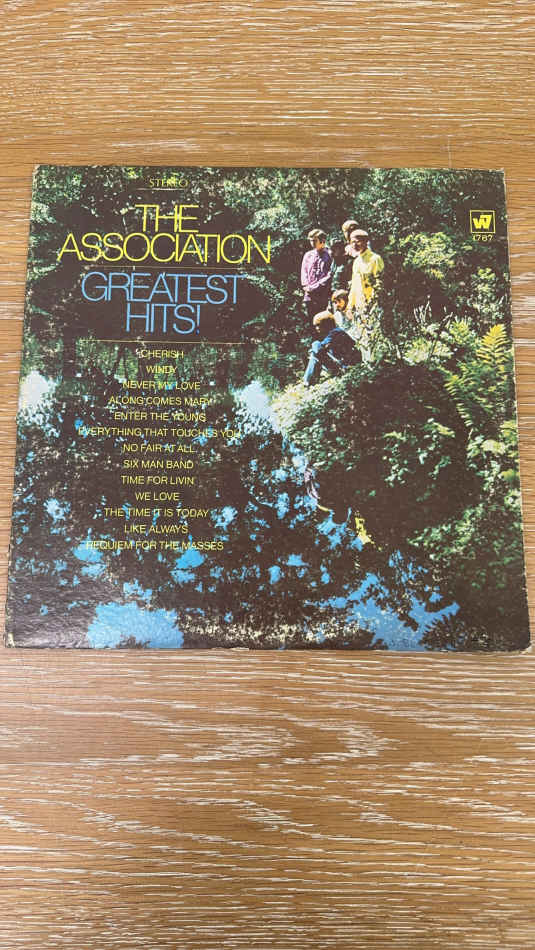 STEREO
THE
ASSOCIATION
GREATEST
HITS!
W7
1787
CHERISH
WINDY
NEVER MY LOVE
ALONG COMES MARY
ENTER THE YOUNG
EVERYTHING THAT TOUCHES YOU
NO FAIR AT ALL
SIX MAN BAND
TIME FOR LIVIN'
WE LOVE
THE TIME IT IS TODAY
LIKE ALWAYS
REQUIEM FOR THE MASSES